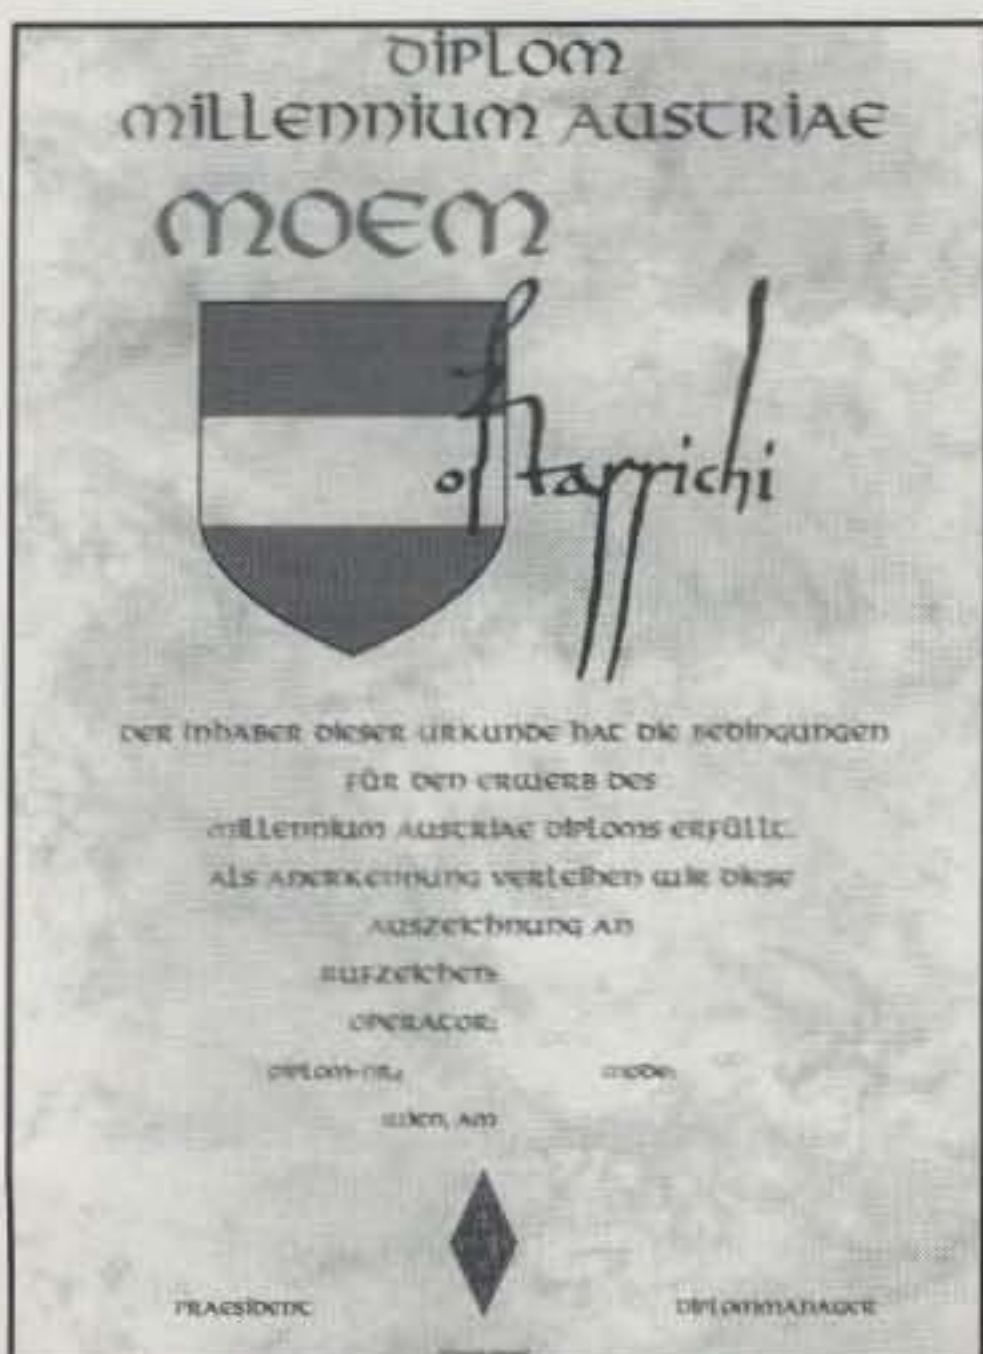 DIPLOM
MILLENNIUM AUSTRIAE
MOEM
ostarrichi
DER INHABER DIESER URKUNDE HAT DIE BEDINGUNGEN
FÜR DEN ERWERB DES
MILLENNIUM AUSTRIAE DIPLOMS ERFÜLLT.
ALS ANERKENNUNG VERLEIHEN WIR DIESE
AUSZEICHNUNG AN
RUFZEICHEN:
OPERATOR:
DIPLOM-NR.: MODE:
WIEN, AM
PRAESIDENT DIPLOMMANAGER